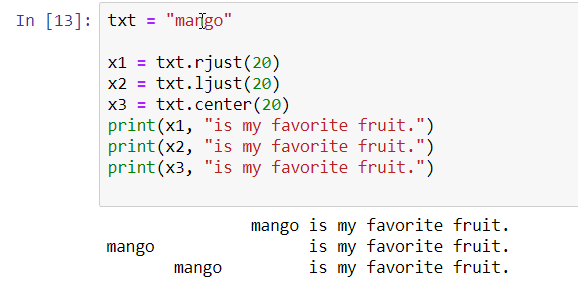 In [13]: txt = "mango"
x1 = txt.rjust(20)
x2 = txt.ljust(20)
x3 = txt.center(20)
print(x1, "is my favorite fruit.")
print(x2, "is my favorite fruit.")
print(x3, "is my favorite fruit.")
               mango is my favorite fruit.
mango                is my favorite fruit.
       mango         is my favorite fruit.